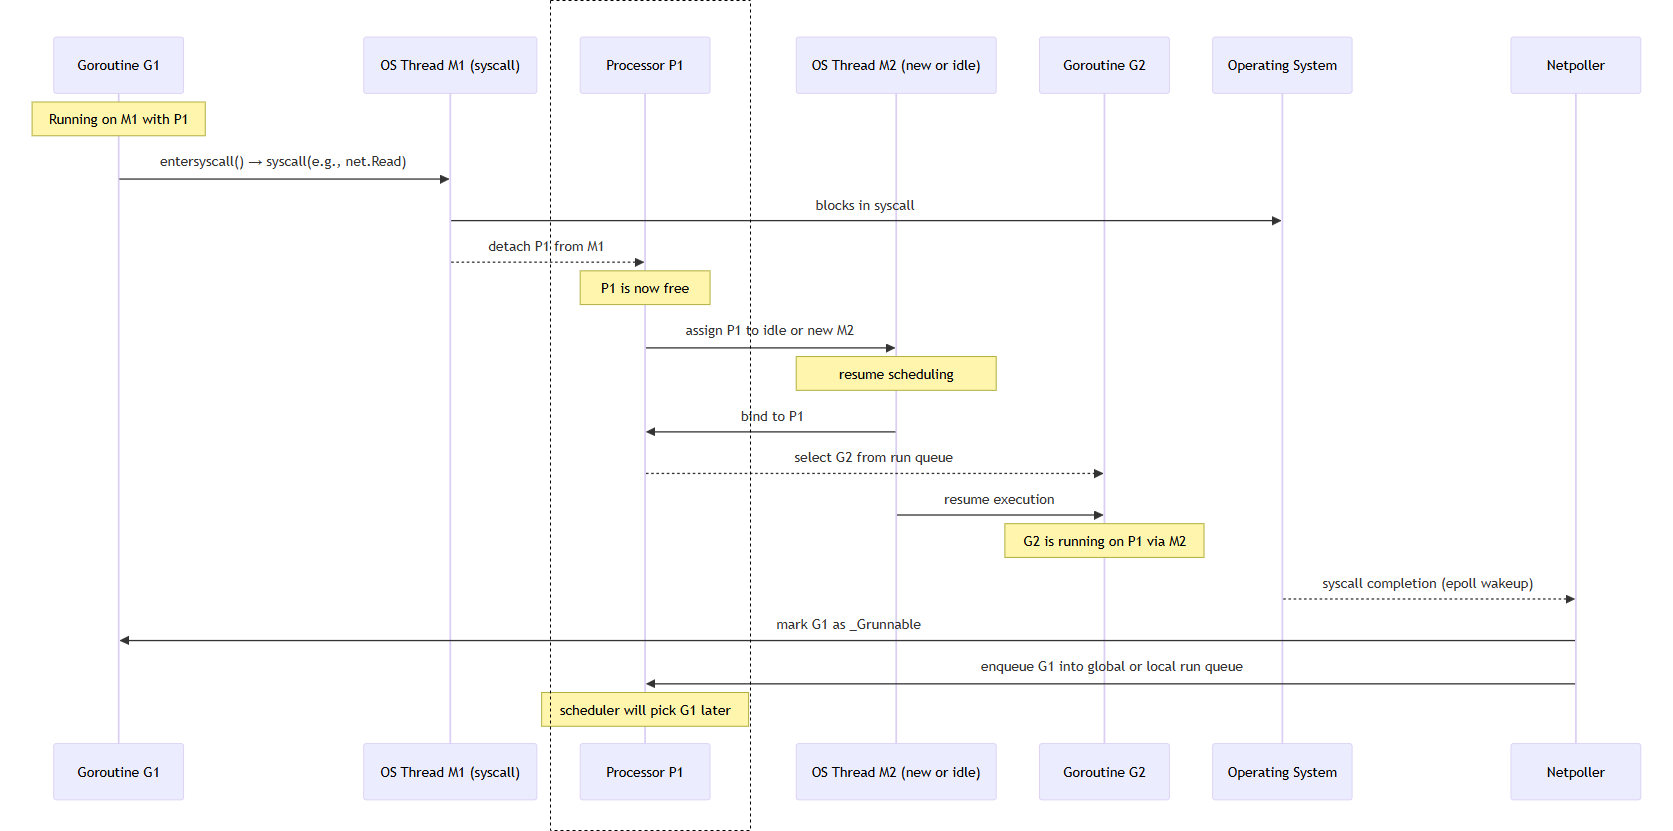 Goroutine G1
OS Thread M1 (syscall)
Processor P1
OS Thread M2 (new or idle)
Goroutine G2
Operating System
Netpoller
Running on M1 with P1
entersyscall() → syscall(e.g., net.Read)
blocks in syscall
detach P1 from M1
P1 is now free
assign P1 to idle or new M2
resume scheduling
bind to P1
select G2 from run queue
resume execution
G2 is running on P1 via M2
syscall completion (epoll wakeup)
mark G1 as _Grunnable
enqueue G1 into global or local run queue
scheduler will pick G1 later
Goroutine G1
OS Thread M1 (syscall)
Processor P1
OS Thread M2 (new or idle)
Goroutine G2
Operating System
Netpoller